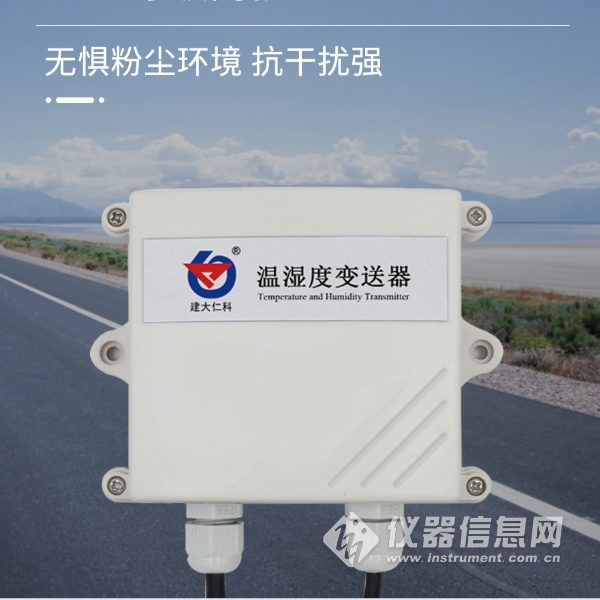 无惧粉尘环境 抗干扰强
®
建大仁科
温湿度变送器
Temperature and Humidity Transmitter
仪器信息网
www.instrument.com.cn